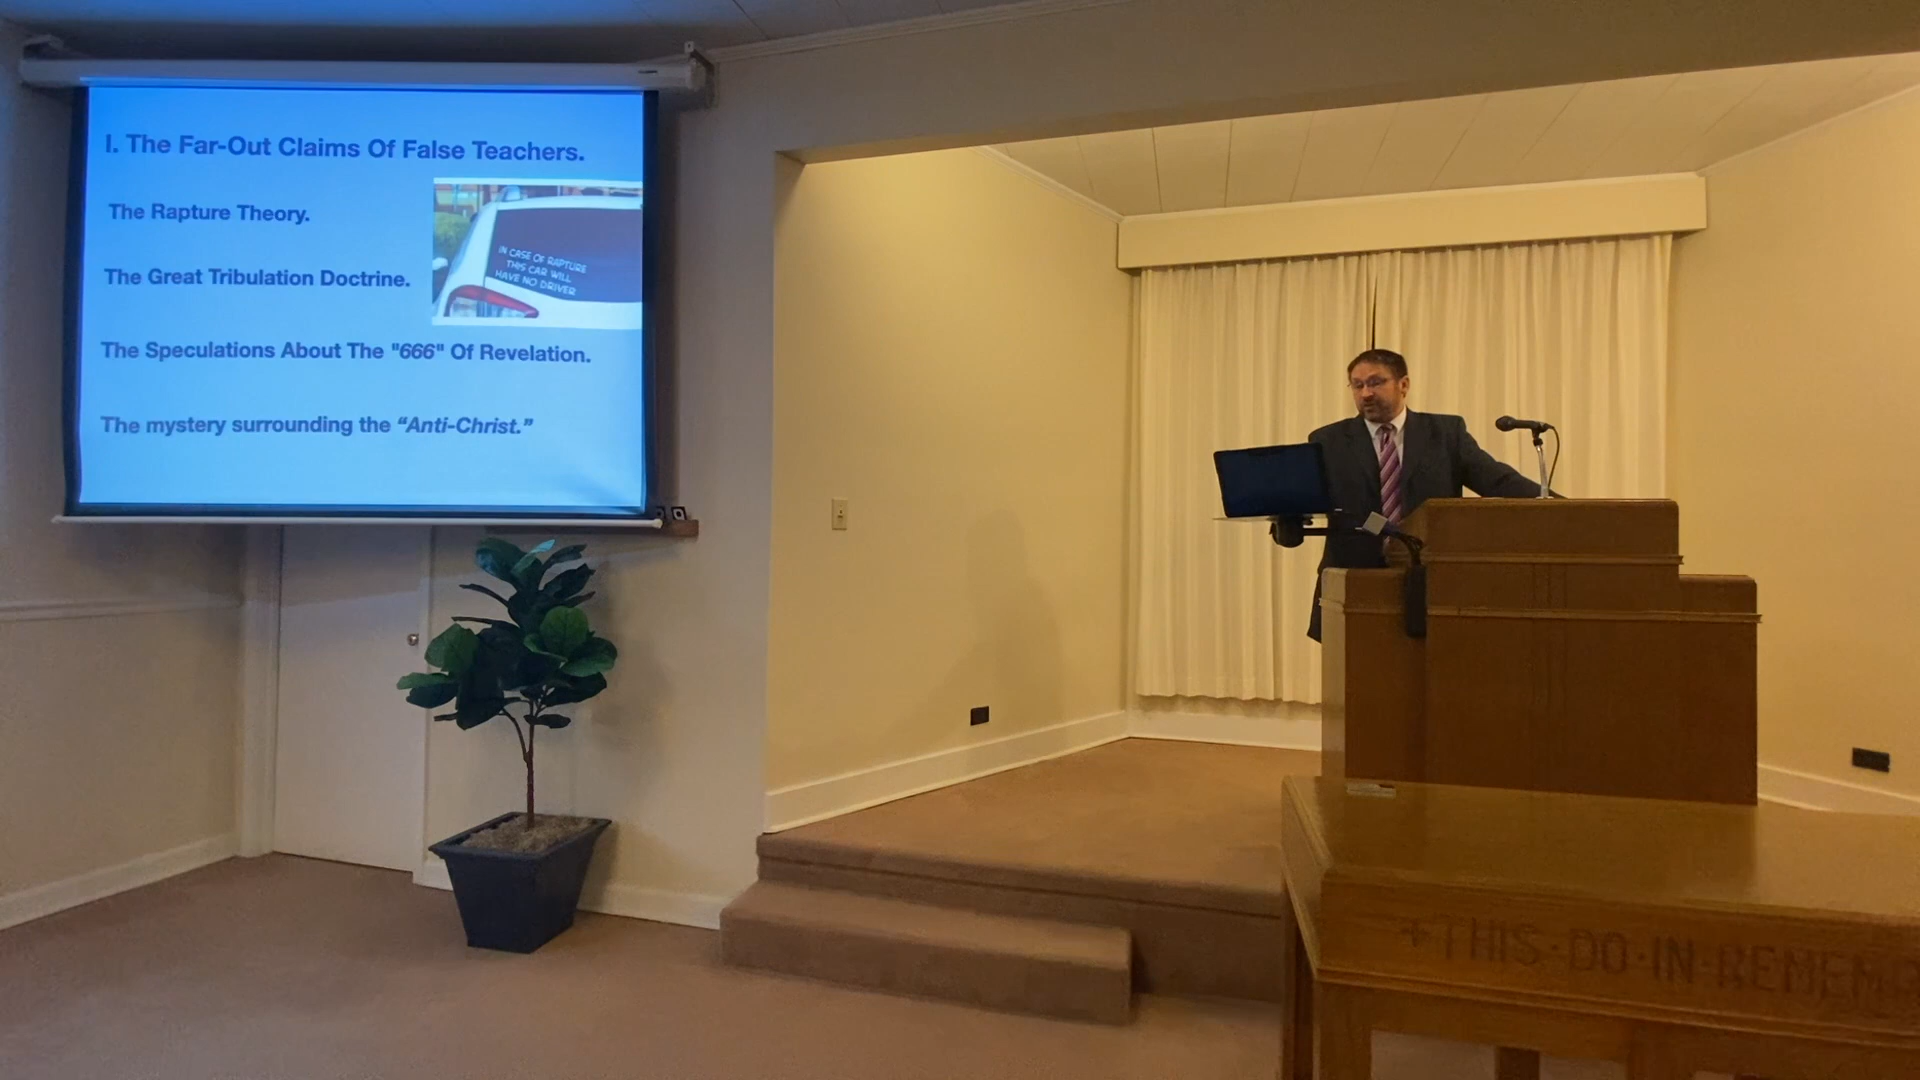 I. The Far-Out Claims Of False Teachers.
The Rapture Theory.
IN CASE OF RAPTURE
THIS CAR WILL
HAVE NO DRIVER
The Great Tribulation Doctrine.
The Speculations About The "666" Of Revelation.
The mystery surrounding the “Anti-Christ.”
THIS·DO·IN·REMEMB